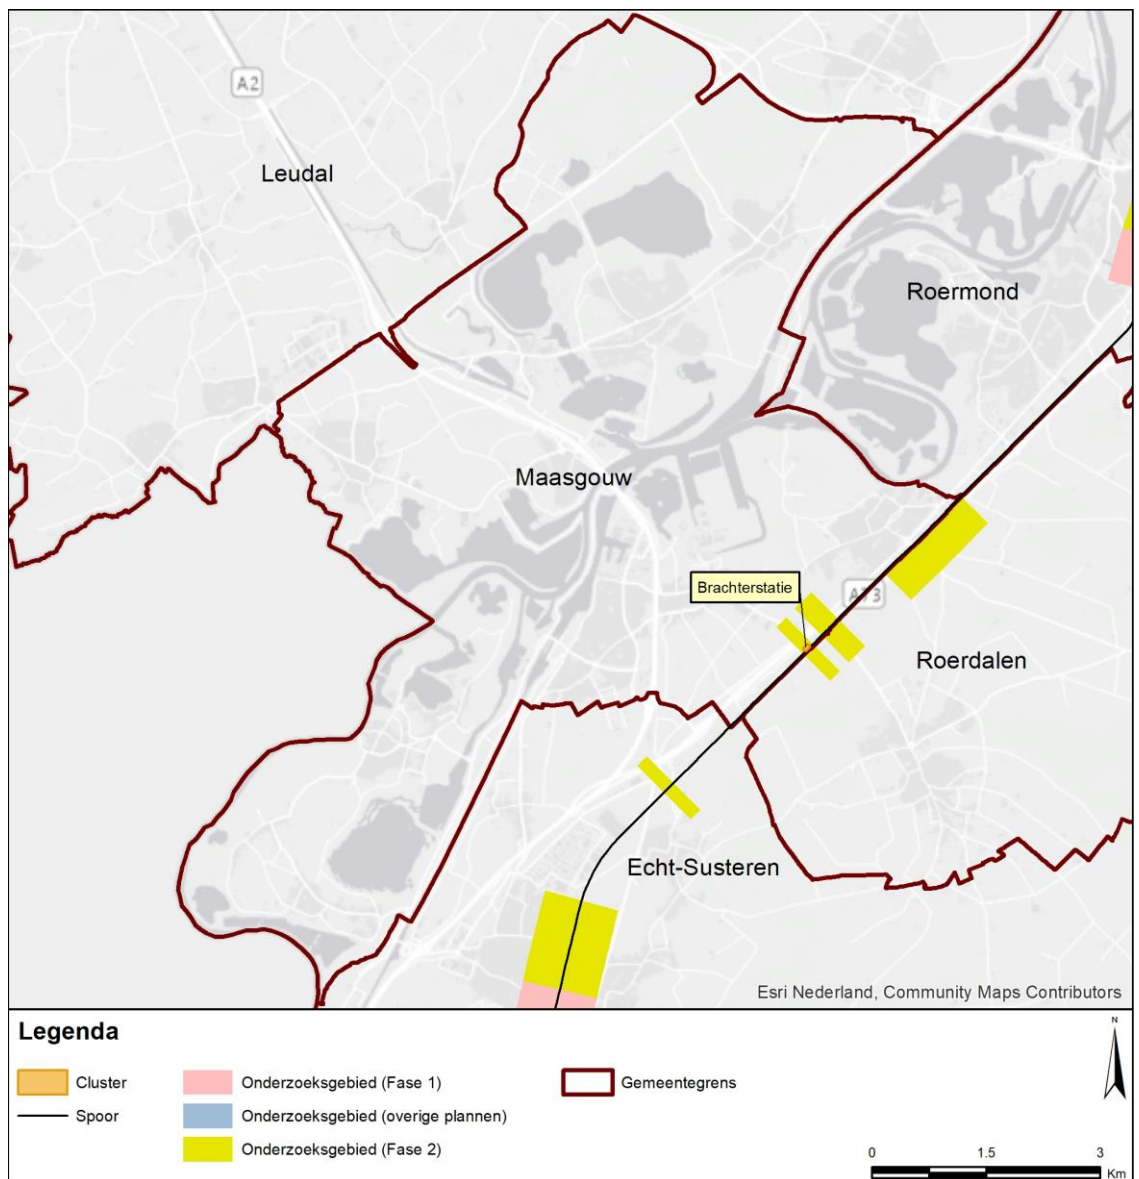 A2
Leudal
Roermond
Maasgouw
Brachterstatie
A73
Roerdalen
Echt-Susteren
Esri Nederland, Community Maps Contributors
Legenda
Cluster
Spoor
Onderzoeksgebied (Fase 1)
Onderzoeksgebied (overige plannen)
Onderzoeksgebied (Fase 2)
Gemeentegrens
N
0 1.5 3
Km